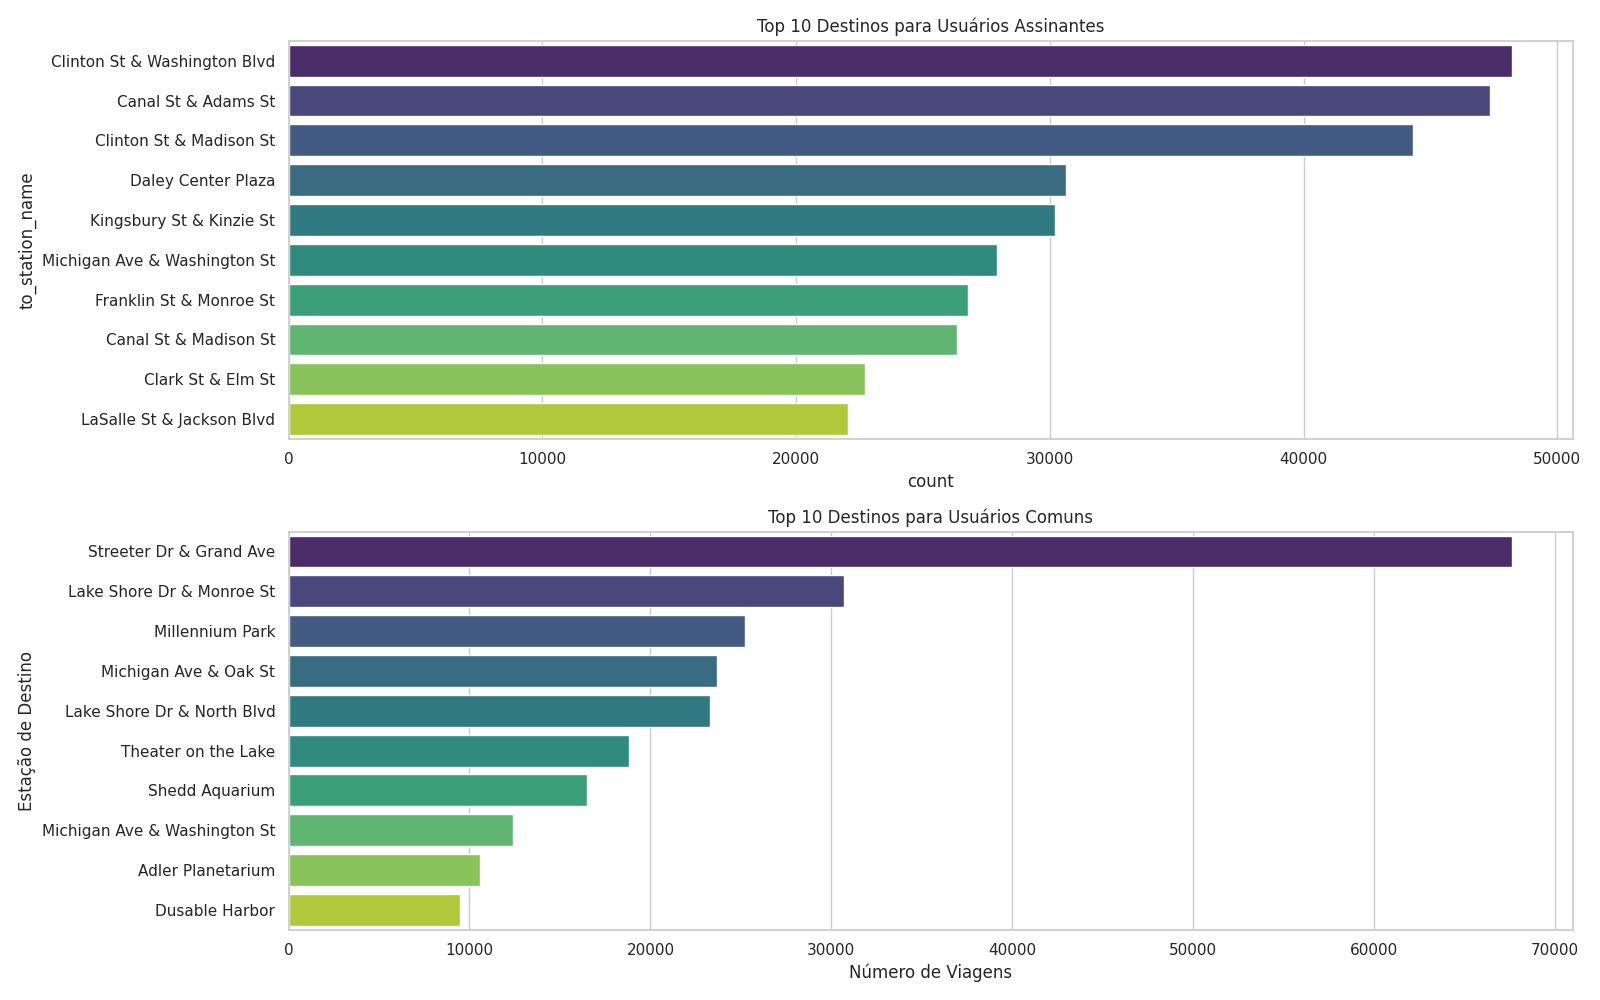 Top 10 Destinos para Usuários Assinantes
to_station_name
Clinton St & Washington Blvd
Canal St & Adams St
Clinton St & Madison St
Daley Center Plaza
Kingsbury St & Kinzie St
Michigan Ave & Washington St
Franklin St & Monroe St
Canal St & Madison St
Clark St & Elm St
LaSalle St & Jackson Blvd
0 10000 20000 30000 40000 50000
count
Top 10 Destinos para Usuários Comuns
Estação de Destino
Streeter Dr & Grand Ave
Lake Shore Dr & Monroe St
Millennium Park
Michigan Ave & Oak St
Lake Shore Dr & North Blvd
Theater on the Lake
Shedd Aquarium
Michigan Ave & Washington St
Adler Planetarium
Dusable Harbor
0 10000 20000 30000 40000 50000 60000 70000
Número de Viagens